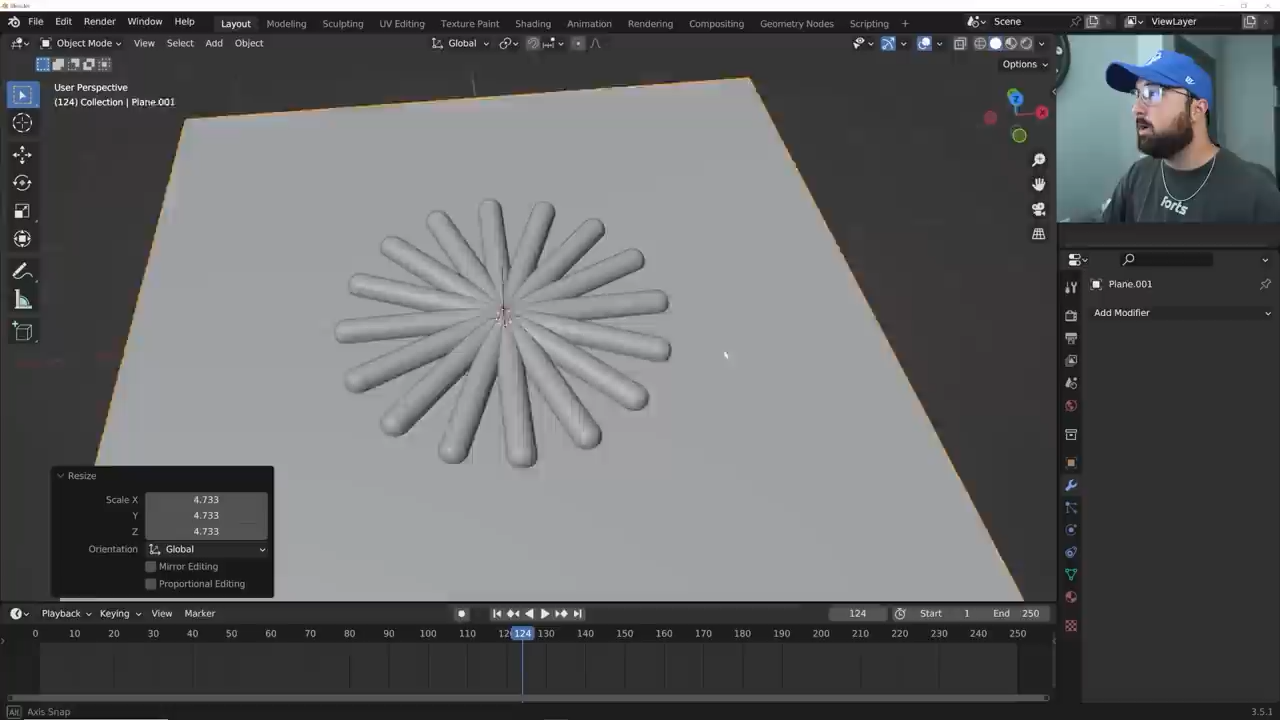 File Edit Render Window Help Layout Modeling Sculpting UV Editing Texture Paint Shading Animation Rendering Compositing Geometry Nodes Scripting + Scene ViewLayer
Object Mode View Select Add Object Global
Options
User Perspective
(124) Collection | Plane.001
Z
X
forts
Plane.001
Add Modifier
Resize
Scale X 4.733
Y 4.733
Z 4.733
Orientation Global
Mirror Editing
Proportional Editing
Playback Keying View Marker 124 Start 1 End 250
0 10 20 30 40 50 60 70 80 90 100 110 124 130 140 150 160 170 180 190 200 210 220 230 240 250
Alt Axis Snap 3.5.1